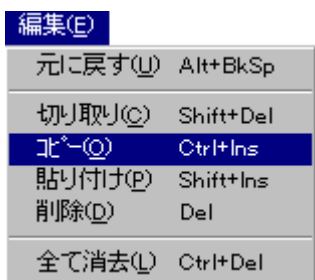 編集(E)
元に戻す(U) Alt+BkSp
切り取り(C) Shift+Del
ｺﾋﾟｰ(O) Ctrl+Ins
貼り付け(P) Shift+Ins
削除(D) Del
全て消去(L) Ctrl+Del